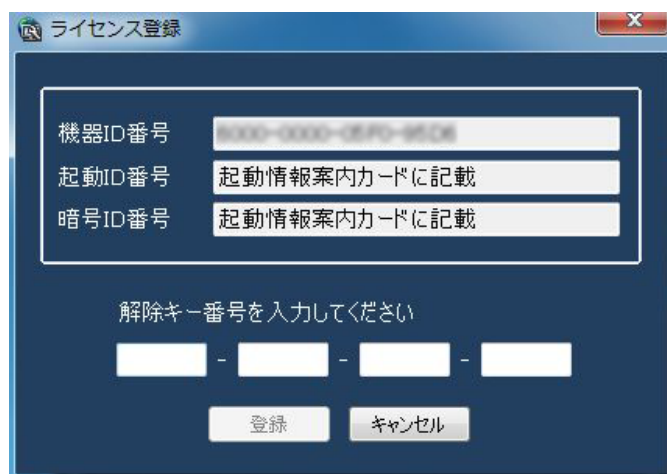 ライセンス登録
機器ID番号
起動ID番号 起動情報案内カードに記載
暗号ID番号 起動情報案内カードに記載
解除キー番号を入力してください
- - -
登録 キャンセル